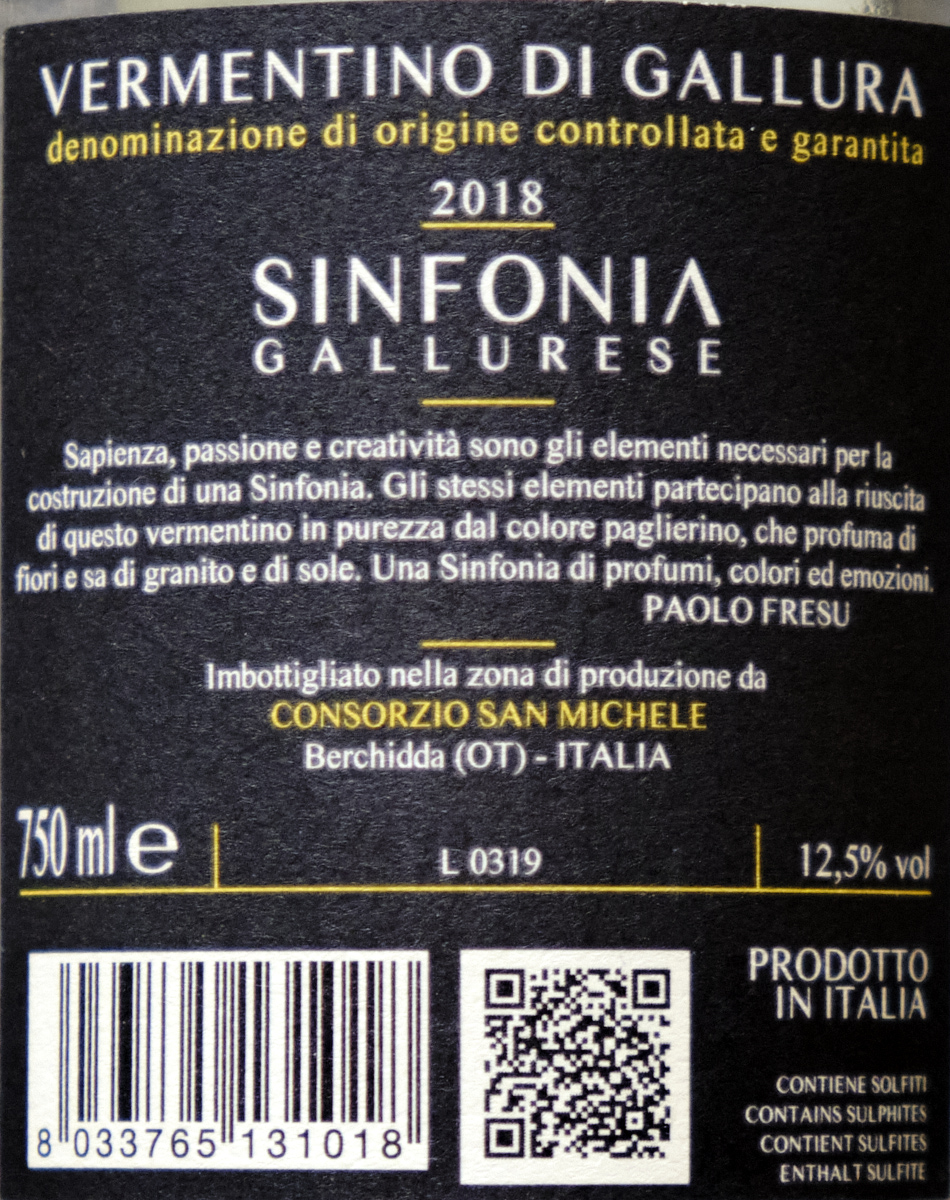 VERMENTINO DI GALLURA
denominazione di origine controllata e garantita
2018
SINFONIA
GALLURESE
Sapienza, passione e creatività sono gli elementi necessari per la
costruzione di una Sinfonia. Gli stessi elementi partecipano alla riuscita
di questo vermentino in purezza dal colore paglierino, che profuma di
fiori e sa di granito e di sole. Una Sinfonia di profumi, colori ed emozioni.
PAOLO FRESU
Imbottigliato nella zona di produzione da
CONSORZIO SAN MICHELE
Berchidda (OT) - ITALIA
750 ml e L 0319 12,5% vol
PRODOTTO
IN ITALIA
CONTIENE SOLFITI
CONTAINS SULPHITES
CONTIENT SULFITES
ENTHALT SULFITE
8 033765 131018